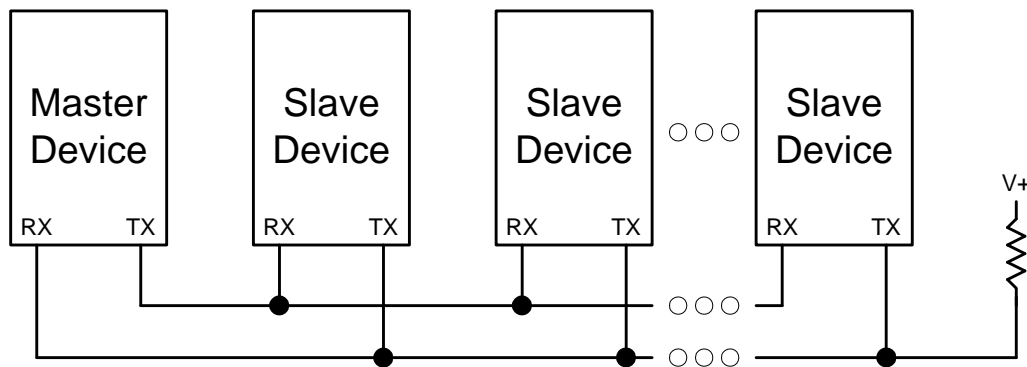 Master
Device
Slave
Device
Slave
Device
Slave
Device
RX TX
RX TX
RX TX
RX TX
V+